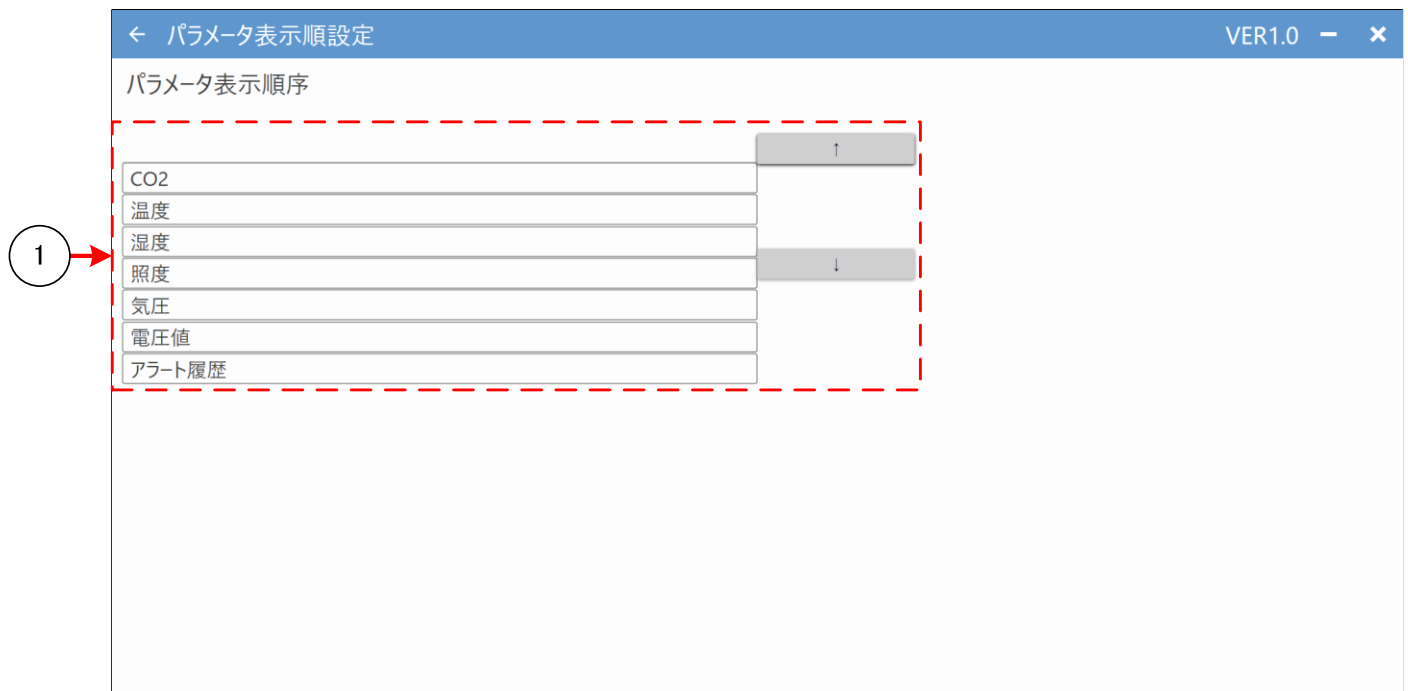 ← パラメータ表示順設定 VER1.0
パラメータ表示順序
↑
CO2
温度
湿度
1
↓
照度
気圧
電圧値
アラート履歴